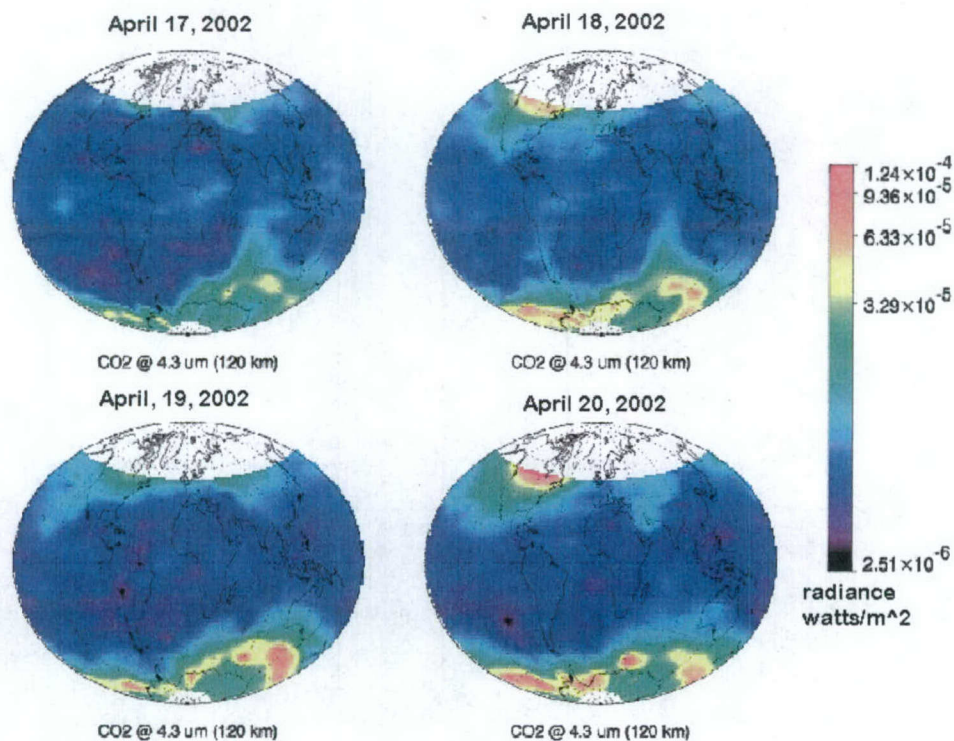 April 17, 2002
April 18, 2002
CO2 @ 4.3 um (120 km)
CO2 @ 4.3 um (120 km)
April, 19, 2002
April 20, 2002
CO2 @ 4.3 um (120 km)
CO2 @ 4.3 um (120 km)
1.24×10⁻⁴
9.36×10⁻⁵
6.33×10⁻⁵
3.29×10⁻⁵
2.51×10⁻⁶
radiance
watts/m^2